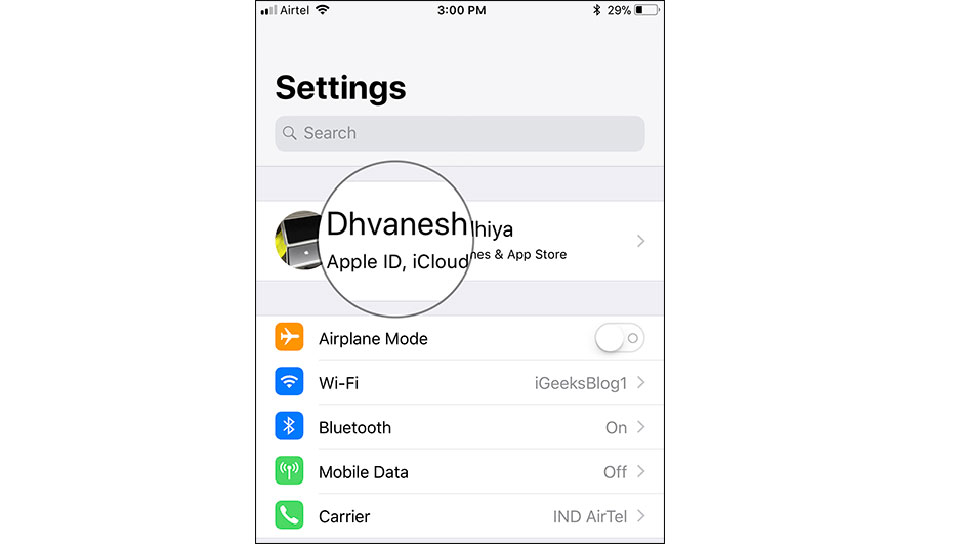 Airtel 3:00 PM 29%
Settings
Search
Dhvanesh hiya
Apple ID, iCloud nes & App Store
Airplane Mode
Wi-Fi iGeeksBlog1
Bluetooth On
Mobile Data Off
Carrier IND AirTel